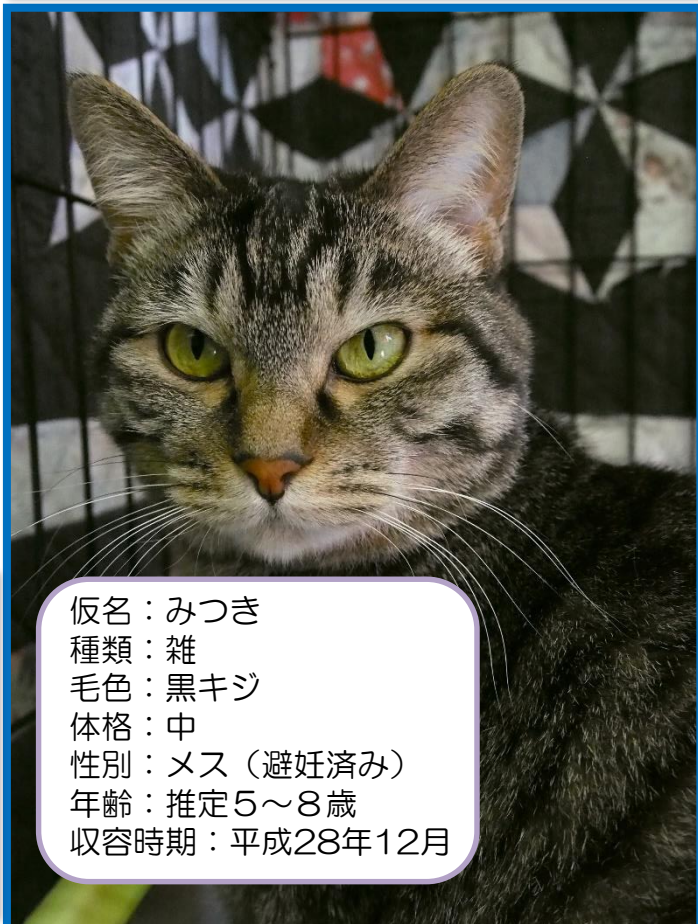 仮名：みつき
種類：雑
毛色：黒キジ
体格：中
性別：メス（避妊済み）
年齢：推定５～８歳
収容時期：平成28年12月